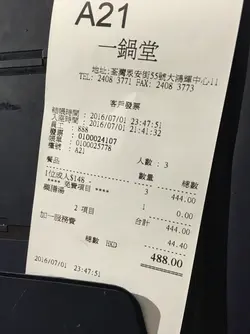 A21
一鍋堂
地址:荃灣眾安街55號大鴻輝中心11
TEL: 2408 3771 FAX: 2408 3773
客戶發票
結帳時間 : 2016/07/01 23:47:51
入座時間 : 2016/07/01 21:41:32
員工 : 888
發票 : 0100024107
帳單 : 0100025778
檯號 : A21
人數 : 3
餐品 數量 總數
1位成人$148 3 444.00
**** 免費項目 ****
1 0.00
2 項目 合計 444.00
加一服務費 44.40
總數 HKD 488.00
2016/07/01 23:47:51